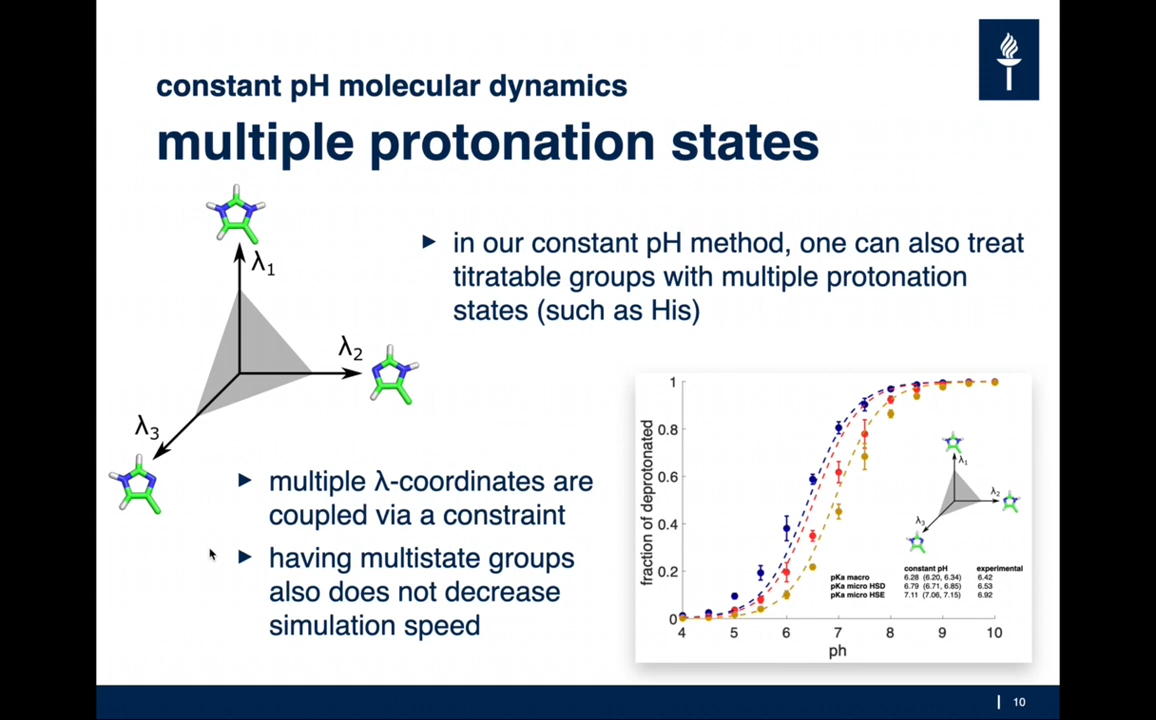 constant pH molecular dynamics
multiple protonation states
λ1
λ2
λ3
► in our constant pH method, one can also treat
titratable groups with multiple protonation
states (such as His)
► multiple λ-coordinates are
coupled via a constraint
► having multistate groups
also does not decrease
simulation speed
fraction of deprotonated
1
0.8
0.6
0.4
0.2
0
4 5 6 7 8 9 10
ph
λ1
λ2
λ3
constant pH experimental
pKa macro 6.28 (6.20, 6.34) 6.42
pKa micro HSD 6.79 (6.71, 6.85) 6.53
pKa micro HSE 7.11 (7.06, 7.15) 6.92
| 10